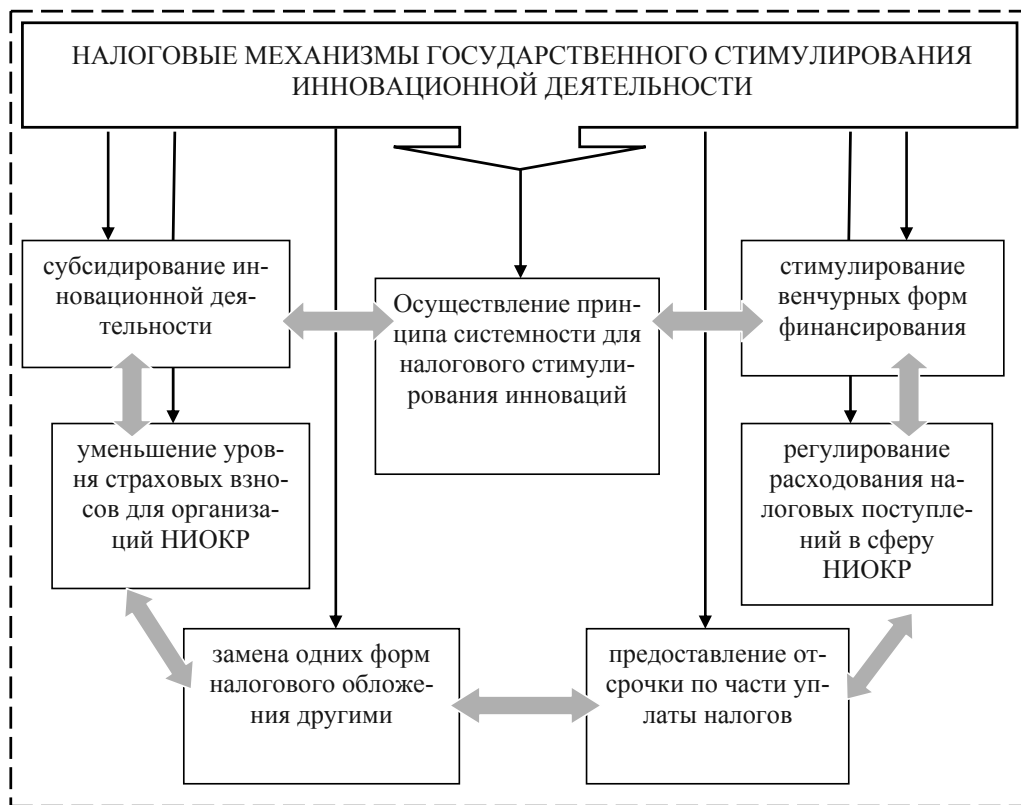 НАЛОГОВЫЕ МЕХАНИЗМЫ ГОСУДАРСТВЕННОГО СТИМУЛИРОВАНИЯ
ИННОВАЦИОННОЙ ДЕЯТЕЛЬНОСТИ
субсидирование ин-
новационной дея-
тельности
Осуществление прин-
ципа системности для
налогового стимули-
рования инноваций
стимулирование
венчурных форм
финансирования
уменьшение уров-
ня страховых взно-
сов для организа-
ций НИОКР
регулирование
расходования на-
логовых поступле-
ний в сферу
НИОКР
замена одних форм
налогового обложе-
ния другими
предоставление от-
срочки по части уп-
латы налогов